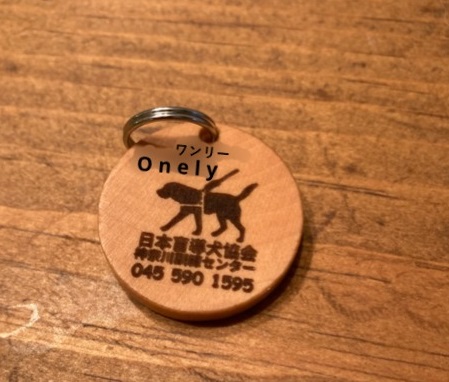 ワンリー
Onely
日本盲導犬協会
神奈川訓練センター
045 590 1595